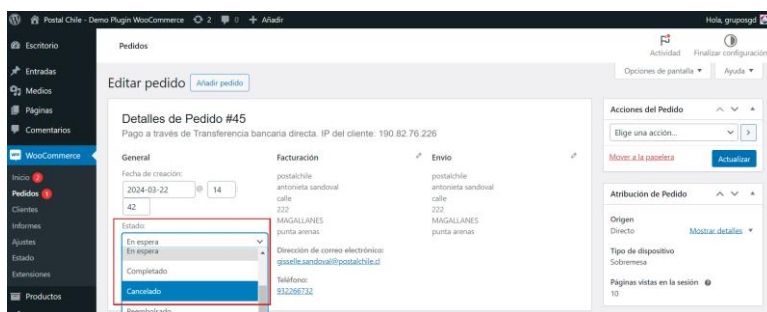 Postal Chile - Demo Plugin WooCommerce 2 0 + Añadir
Hola, gruposgd
Escritorio
Entradas
Medios
Páginas
Comentarios
WooCommerce
Inicio 2
Pedidos 1
Clientes
Informes
Ajustes
Estado
Extensiones
Productos
Pedidos
Actividad
Finalizar configuración
Opciones de pantalla ▼
Ayuda ▼
Editar pedido Añadir pedido
Detalles de Pedido #45
Pago a través de Transferencia bancaria directa. IP del cliente: 190.82.76.226
General
Fecha de creación:
2024-03-22 @ 14
42
Estado:
En espera
En espera
Completado
Cancelado
Reembolsado
Facturación
postalchile
antonieta sandoval
calle
222
MAGALLANES
punta arenas
Dirección de correo electrónico:
gisselle.sandoval@postalchile.cl
Teléfono:
932266732
Envío
postalchile
antonieta sandoval
calle
222
MAGALLANES
punta arenas
Acciones del Pedido
Elige una acción...
Mover a la papelera
Actualizar
Atribución de Pedido
Origen
Directo
Mostrar detalles ▼
Tipo de dispositivo
Sobremesa
Páginas vistas en la sesión
10